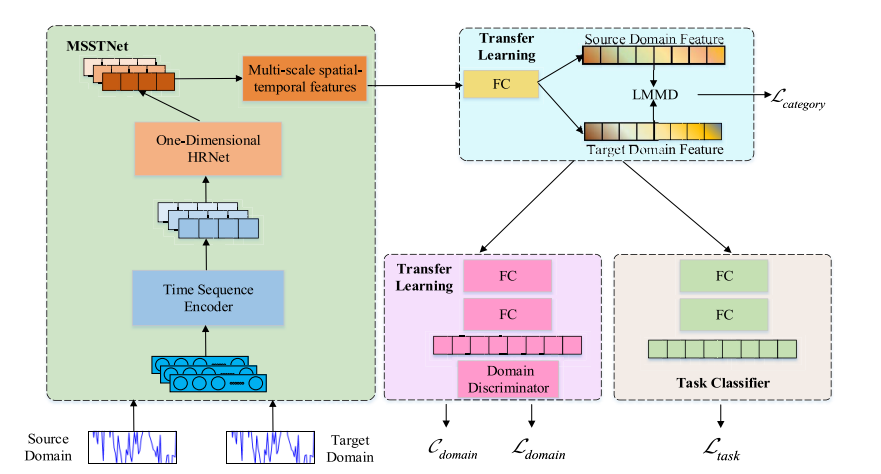 MSSTNet
Multi-scale spatial-
temporal features
One-Dimensional
HRNet
Time Sequence
Encoder
Source
Domain
Target
Domain
Transfer
Learning
FC
Source Domain Feature
LMMD
Target Domain Feature
ℒcategory
Transfer
Learning
FC
FC
Domain
Discriminator
𝒞domain
ℒdomain
FC
FC
Task Classifier
ℒtask